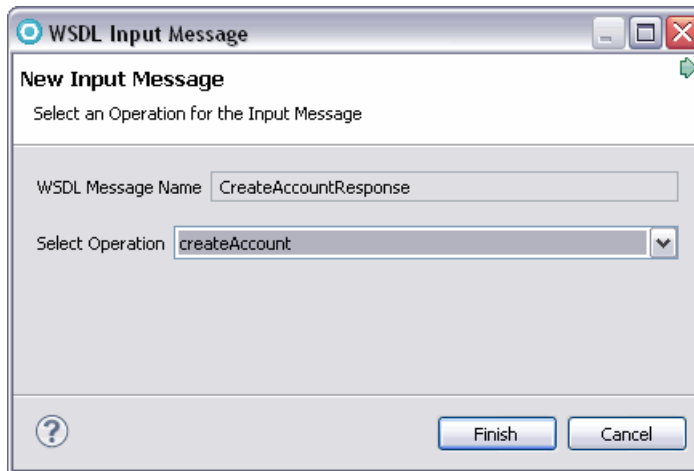 WSDL Input Message
New Input Message
Select an Operation for the Input Message
WSDL Message Name CreateAccountResponse
Select Operation createAccount
? Finish Cancel